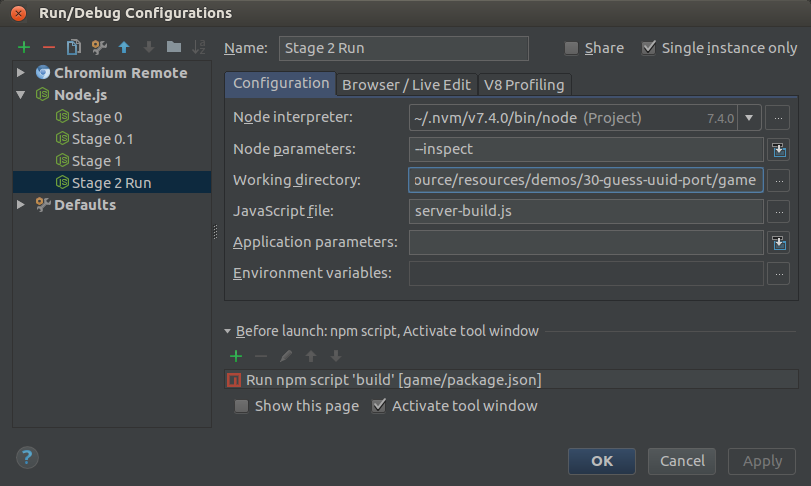 Run/Debug Configurations
Name: Stage 2 Run Share Single instance only
Chromium Remote
Node.js
Stage 0
Stage 0.1
Stage 1
Stage 2 Run
Defaults
Configuration Browser / Live Edit V8 Profiling
Node interpreter: ~/.nvm/v7.4.0/bin/node (Project) 7.4.0 ...
Node parameters: --inspect
Working directory: ource/resources/demos/30-guess-uuid-port/game ...
JavaScript file: server-build.js ...
Application parameters:
Environment variables: ...
Before launch: npm script, Activate tool window
Run npm script 'build' [game/package.json]
Show this page Activate tool window
? OK Cancel Apply